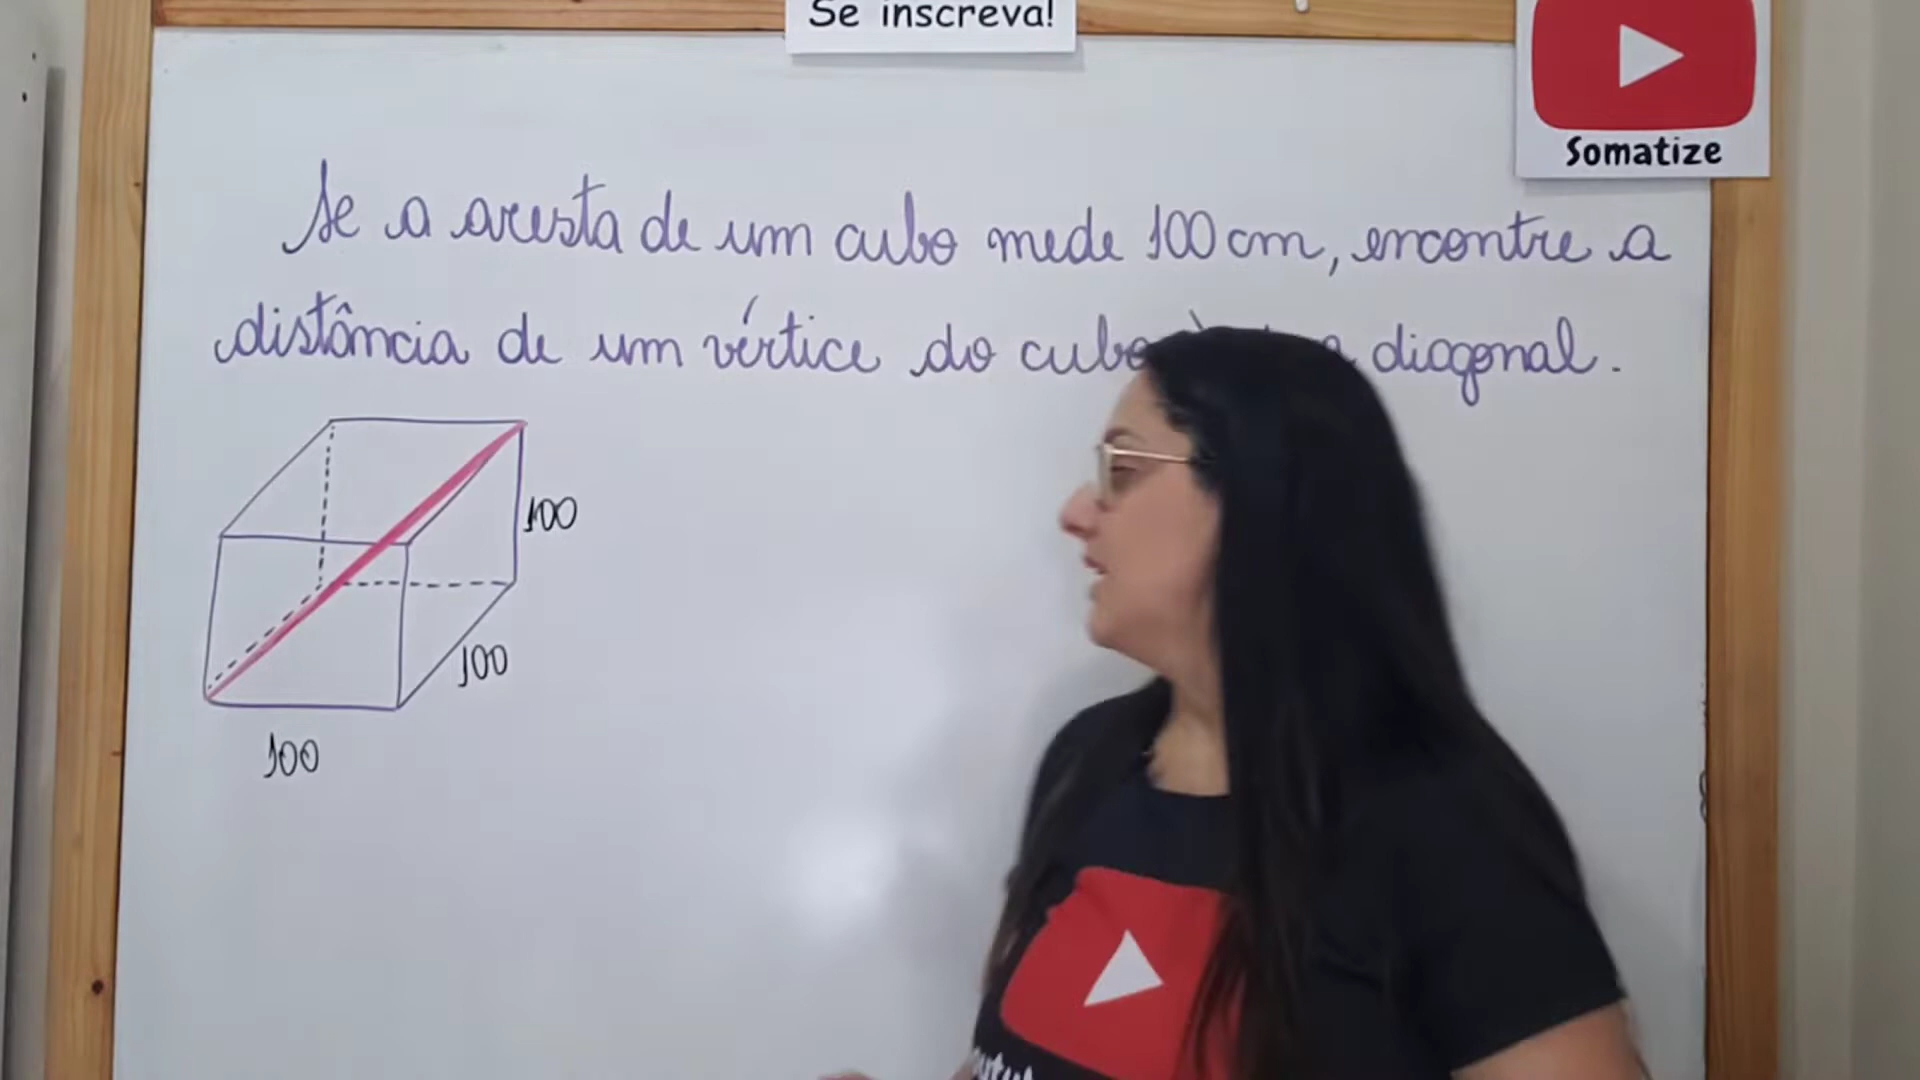 Se inscreva!
Somatize
Se a aresta de um cubo mede 100 cm, encontre a
distância de um vértice do cubo à diagonal.
100
100
100